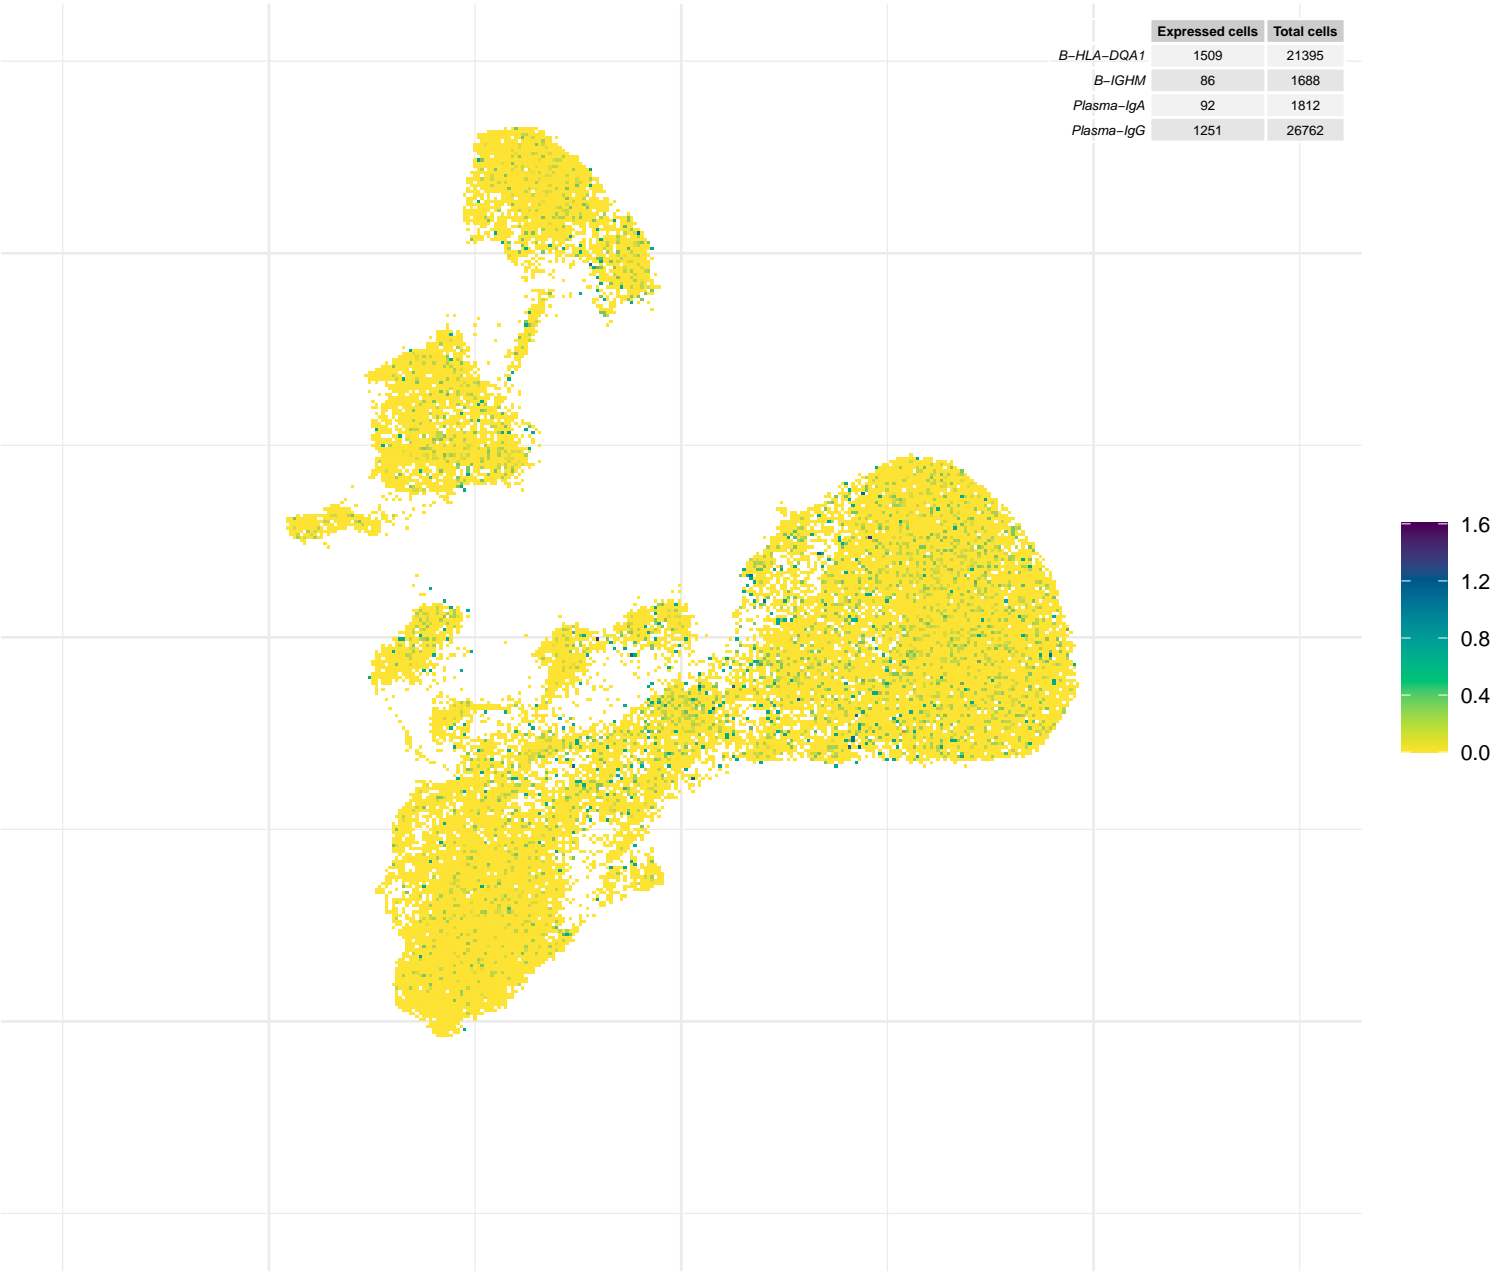 Expressed cells Total cells
B−HLA−DQA1 1509 21395
B−IGHM 86 1688
Plasma−IgA 92 1812
Plasma−IgG 1251 26762
1.6
1.2
0.8
0.4
0.0